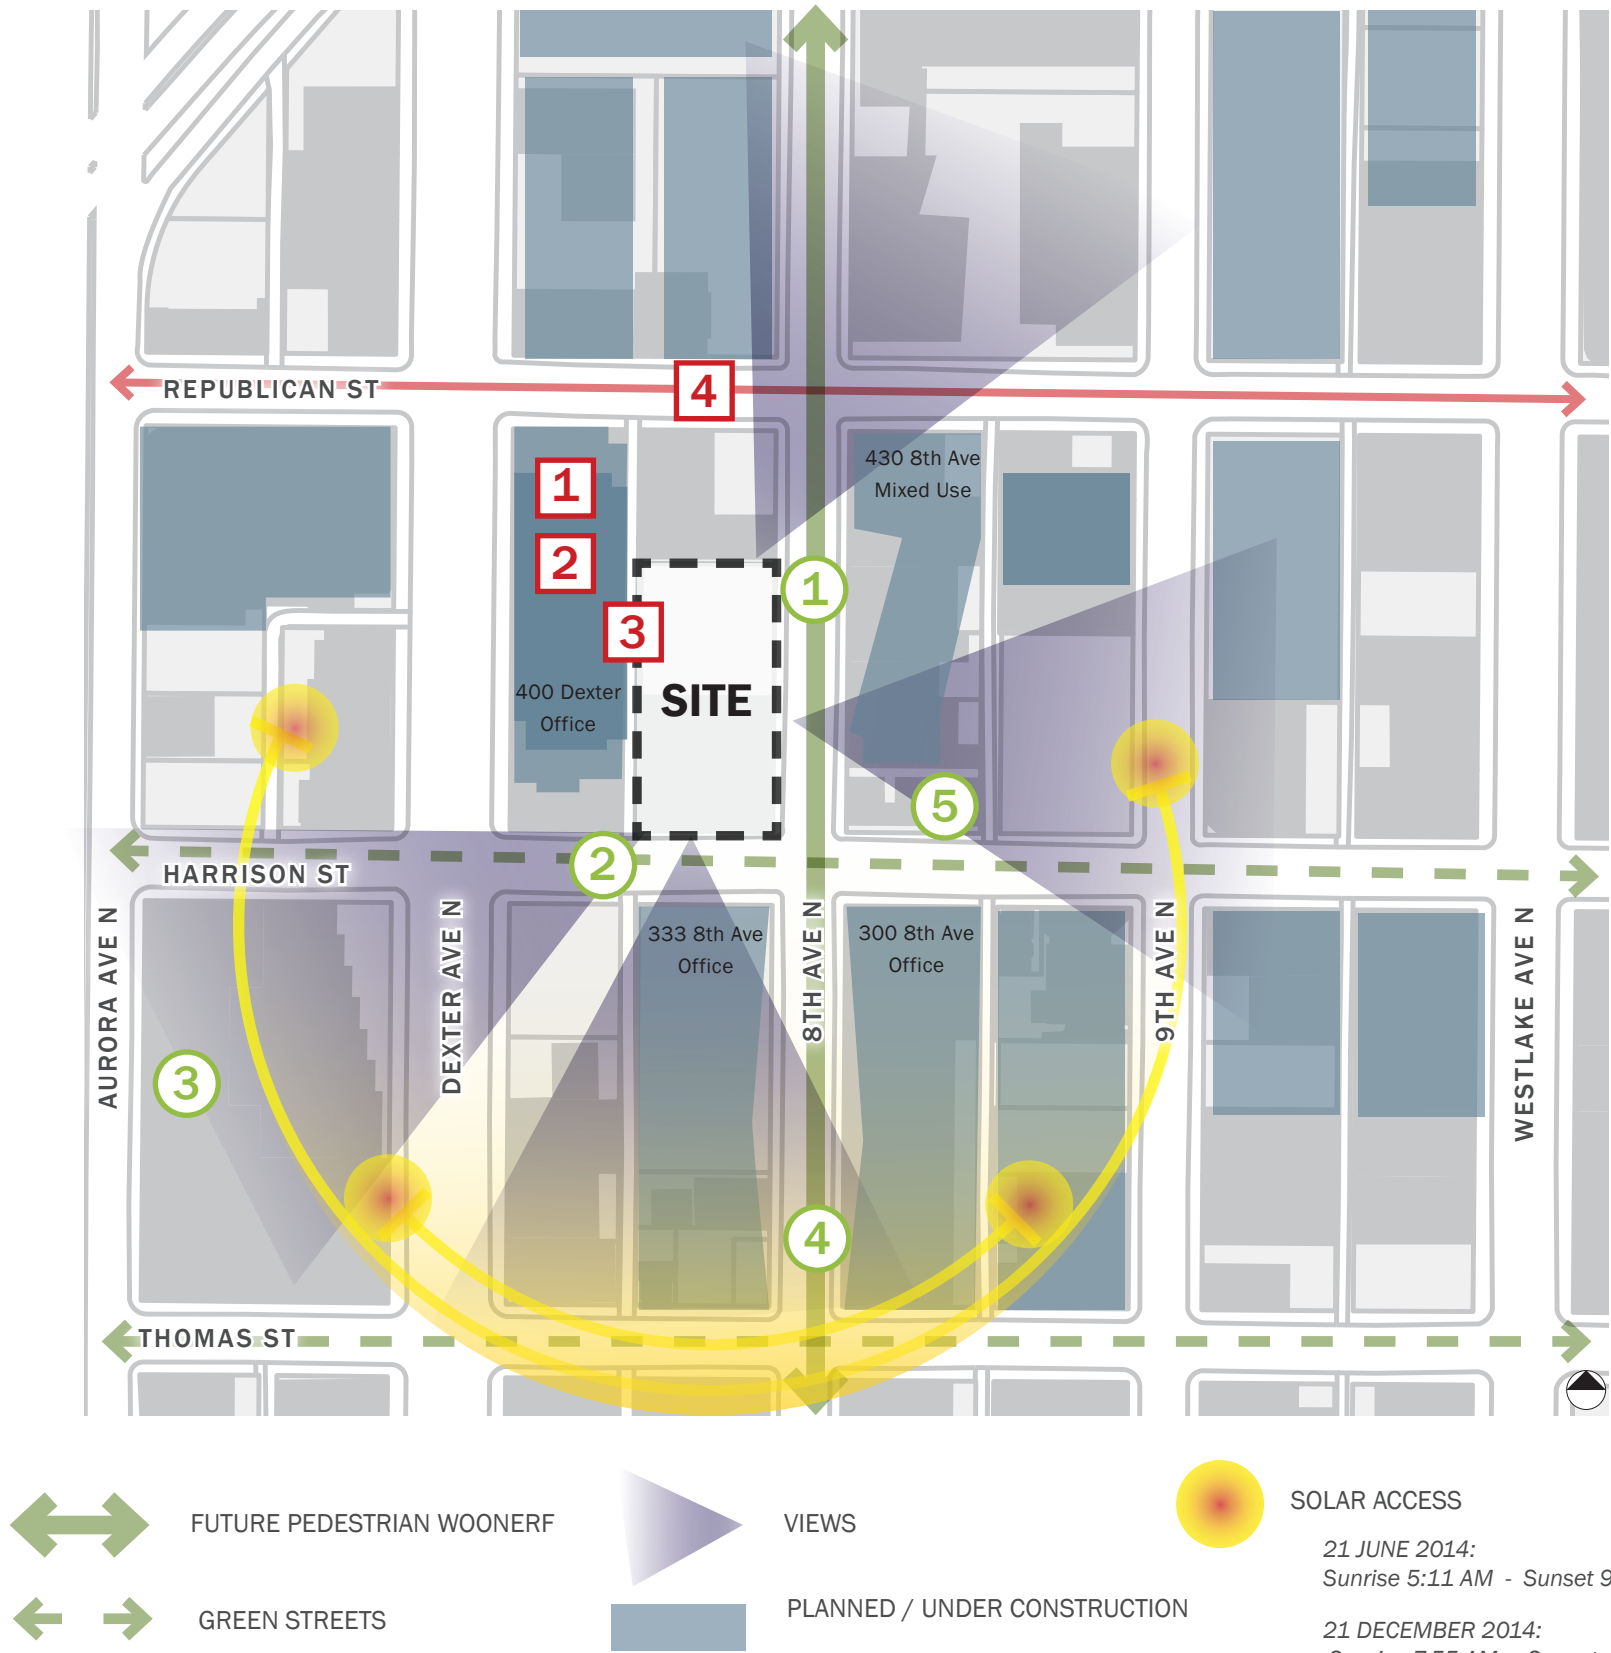 REPUBLICAN ST
4
1
430 8th Ave
Mixed Use
2
1
3
400 Dexter
Office
SITE
5
2
HARRISON ST
AURORA AVE N
DEXTER AVE N
333 8th Ave
Office
8TH AVE N
300 8th Ave
Office
9TH AVE N
WESTLAKE AVE N
3
4
THOMAS ST
FUTURE PEDESTRIAN WOONERF
VIEWS
SOLAR ACCESS
21 JUNE 2014:
Sunrise 5:11 AM - Sunset 9
GREEN STREETS
PLANNED / UNDER CONSTRUCTION
21 DECEMBER 2014: